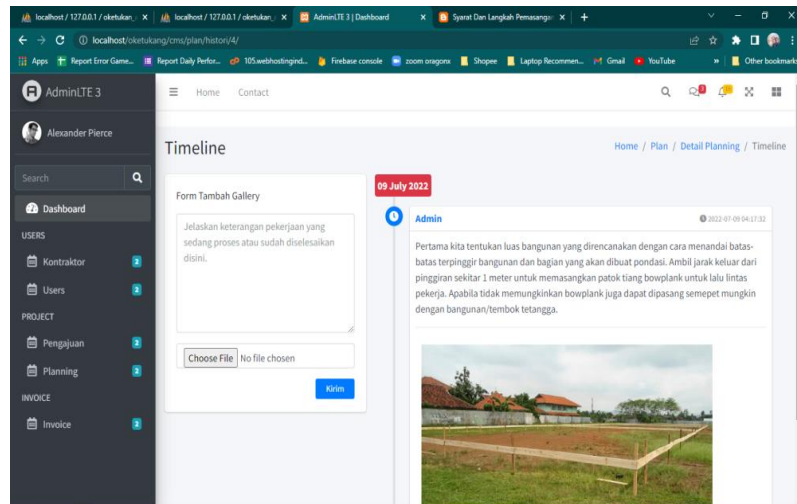 localhost / 127.0.0.1 / oketukan_
localhost / 127.0.0.1 / oketukan_
AdminLTE 3 | Dashboard
Syarat Dan Langkah Pemasangan
localhost/oketukang/cms/plan/histori/4/
Apps
Report Error Game...
Report Daily Perfor...
105.webhostingind...
Firebase console
zoom oragonx
Shopee
Laptop Recommen...
Gmail
YouTube
»
Other bookmarks
AdminLTE 3
Home
Contact
3
Alexander Pierce
Timeline
Home / Plan / Detail Planning / Timeline
Search
Dashboard
USERS
Kontraktor 2
Users 2
PROJECT
Pengajuan 2
Planning 2
INVOICE
Invoice 2
Form Tambah Gallery
Jelaskan keterangan pekerjaan yang
sedang proses atau sudah diselesaikan
disini.
Choose File No file chosen
Kirim
09 July 2022
Admin
2022-07-09 04:17:32
Pertama kita tentukan luas bangunan yang direncanakan dengan cara menandai batas-
batas terpinggir bangunan dan bagian yang akan dibuat pondasi. Ambil jarak keluar dari
pinggiran sekitar 1 meter untuk memasangkan patok tiang bowplank untuk lalu lintas
pekerja. Apabila tidak memungkinkan bowplank juga dapat dipasang semepet mungkin
dengan bangunan/tembok tetangga.